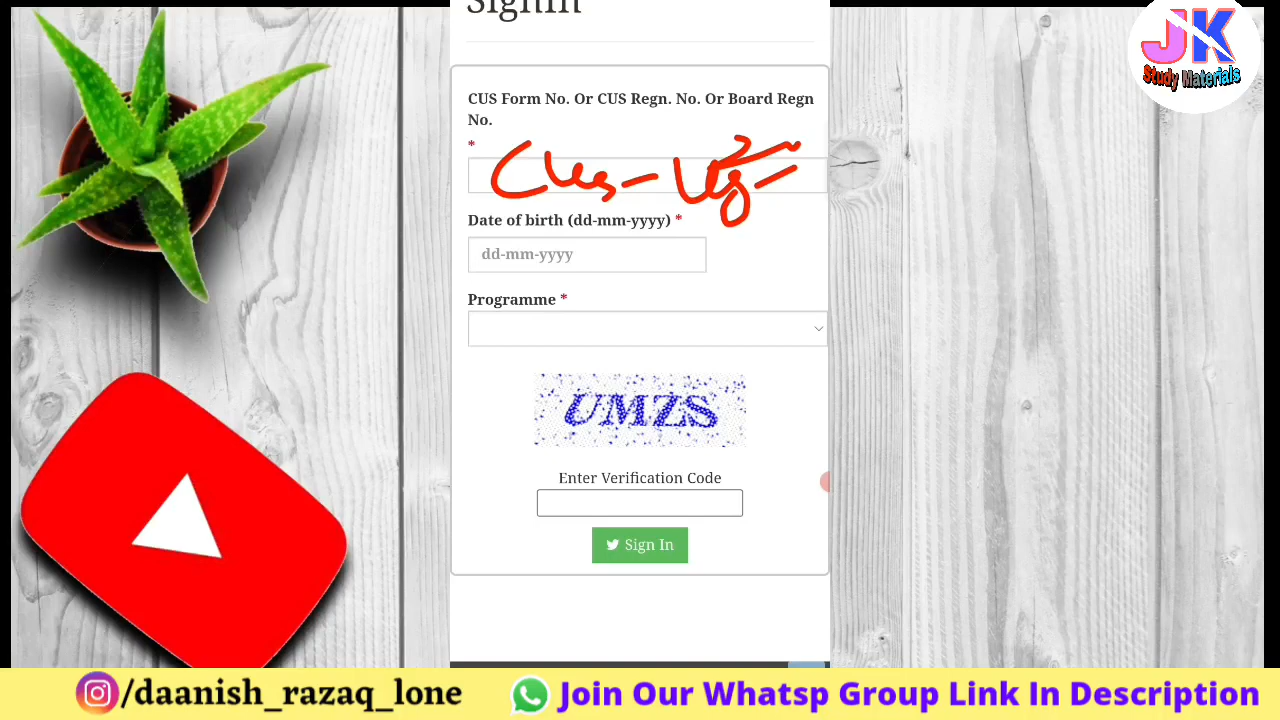 SignIn
JK
Study Materials
CUS Form No. Or CUS Regn. No. Or Board Regn
No.
*
Cus-
Date of birth (dd-mm-yyyy) *
dd-mm-yyyy
Programme *
UMZS
Enter Verification Code
Sign In
/daanish_razaq_lone
Join Our Whatsp Group Link In Description